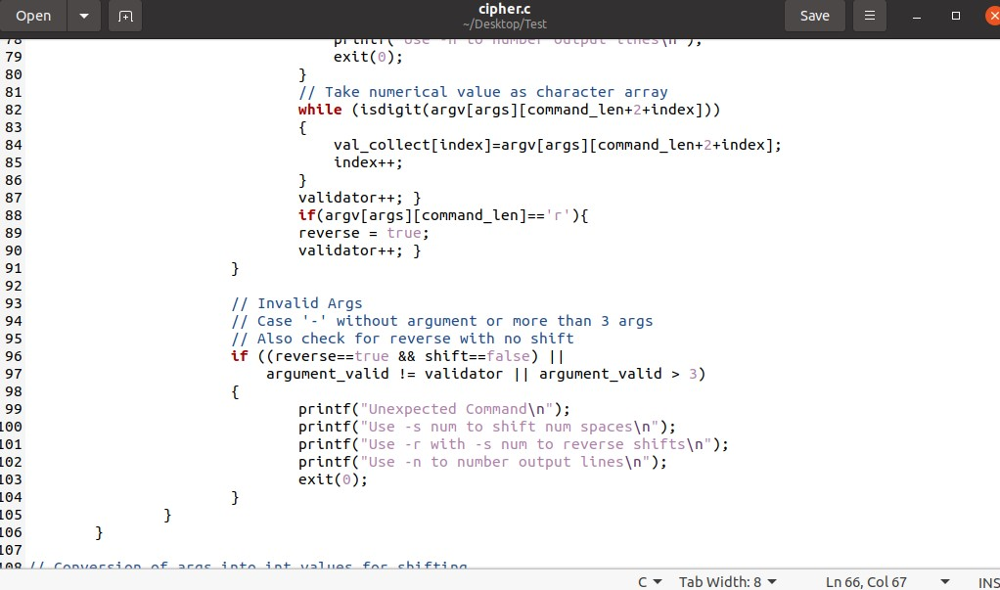 Open
cipher.c
~/Desktop/Test
Save
78 printf("Use -n to number output lines\n");
79 exit(0);
80 }
81 // Take numerical value as character array
82 while (isdigit(argv[args][command_len+2+index]))
83 {
84 val_collect[index]=argv[args][command_len+2+index];
85 index++;
86 }
87 validator++; }
88 if(argv[args][command_len]=='r'){
89 reverse = true;
90 validator++; }
91 }
92
93 // Invalid Args
94 // Case '-' without argument or more than 3 args
95 // Also check for reverse with no shift
96 if ((reverse==true && shift==false) ||
97 argument_valid != validator || argument_valid > 3)
98 {
99 printf("Unexpected Command\n");
100 printf("Use -s num to shift num spaces\n");
101 printf("Use -r with -s num to reverse shifts\n");
102 printf("Use -n to number output lines\n");
103 exit(0);
104 }
105 }
106 }
107
108 // Conversion of args into int values for shifting
C Tab Width: 8 Ln 66, Col 67 INS